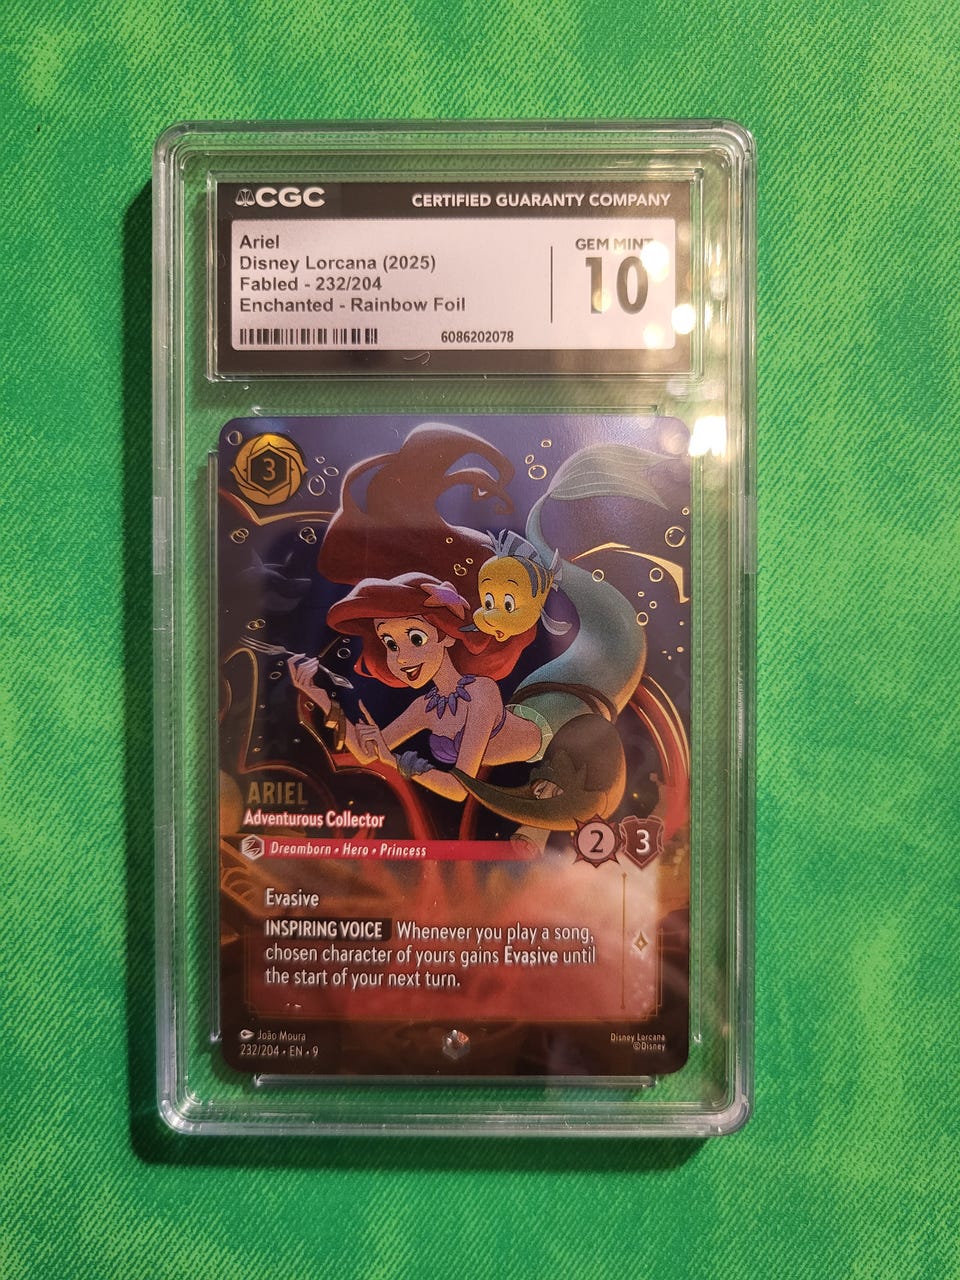 CGC
CERTIFIED GUARANTY COMPANY
Ariel
Disney Lorcana (2025)
Fabled - 232/204
Enchanted - Rainbow Foil
6086202078
GEM MINT
10
3
ARIEL
Adventurous Collector
Dreamborn • Hero • Princess
2
3
Evasive
INSPIRING VOICE Whenever you play a song,
chosen character of yours gains Evasive until
the start of your next turn.
João Moura
232/204 • EN • 9
Disney Lorcana
©Disney